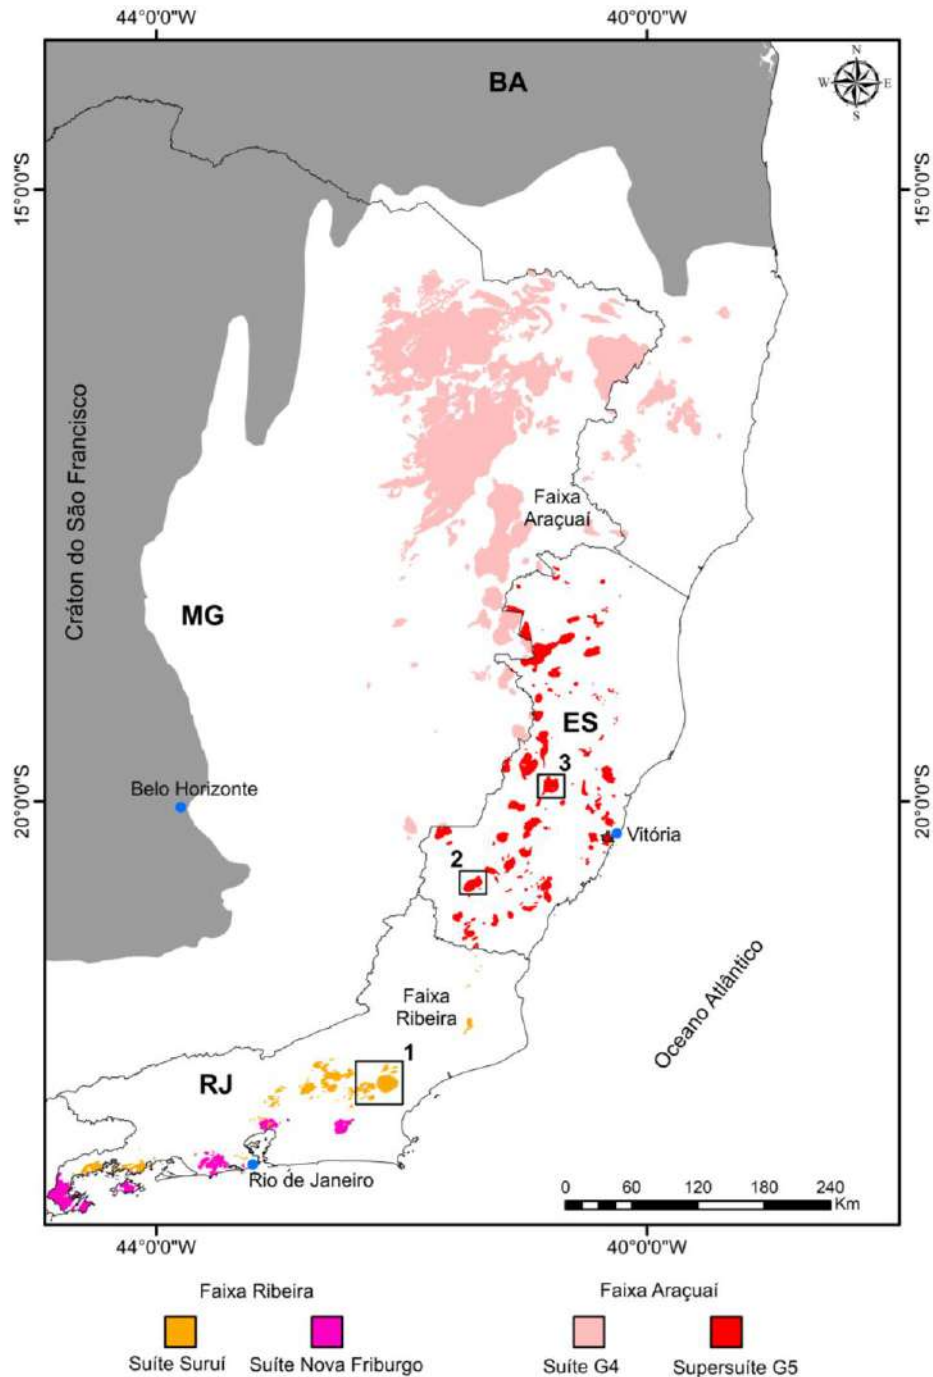 44°0'0"W 40°0'0"W
BA
N
W E
S
15°0'0"S 15°0'0"S
Cráton do São Francisco
Faixa
Araçuaí
MG
ES
3
Belo Horizonte
20°0'0"S 20°0'0"S
Vitória
2
Oceano Atlântico
Faixa
Ribeira
1
RJ
Rio de Janeiro
0 60 120 180 240
Km
44°0'0"W 40°0'0"W
Faixa Ribeira Faixa Araçuaí
Suíte Suruí Suíte Nova Friburgo Suíte G4 Supersuíte G5